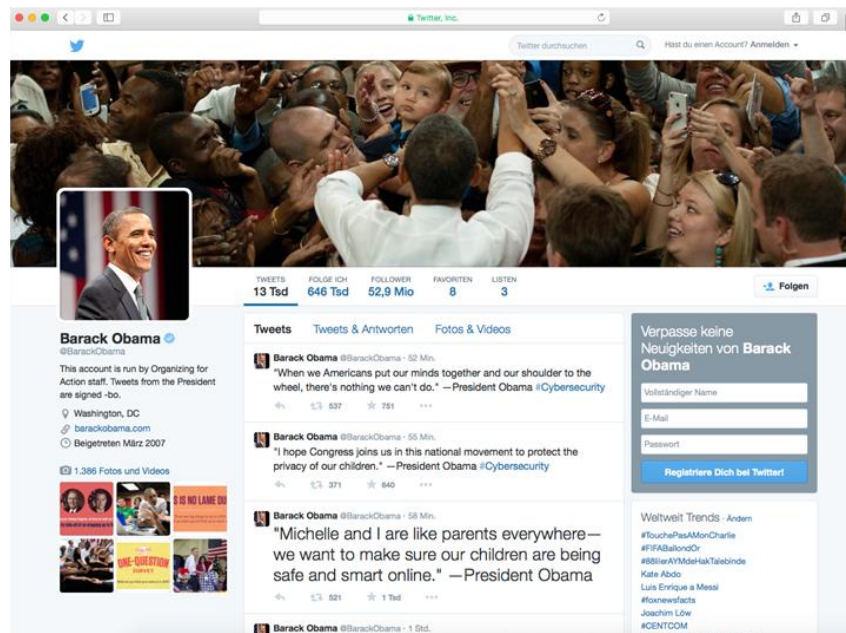 Twitter, Inc.
Twitter durchsuchen
Hast du einen Account? Anmelden
TWEETS
13 Tsd
FOLGE ICH
646 Tsd
FOLLOWER
52,9 Mio
FAVORITEN
8
LISTEN
3
Folgen
Barack Obama
@BarackObama
This account is run by Organizing for
Action staff. Tweets from the President
are signed -bo.
Washington, DC
barackobama.com
Beigetreten März 2007
1.386 Fotos und Videos
S IS NO LAME DU
ONE-QUESTION
SURVEY
Tweets Tweets & Antworten Fotos & Videos
Barack Obama @BarackObama · 52 Min.
"When we Americans put our minds together and our shoulder to the
wheel, there's nothing we can't do." —President Obama #Cybersecurity
537 751
Barack Obama @BarackObama · 55 Min.
"I hope Congress joins us in this national movement to protect the
privacy of our children." —President Obama #Cybersecurity
371 640
Barack Obama @BarackObama · 58 Min.
"Michelle and I are like parents everywhere—
we want to make sure our children are being
safe and smart online." —President Obama
521 1 Tsd
Barack Obama @BarackObama · 1 Std.
Verpasse keine
Neuigkeiten von Barack
Obama
Vollständiger Name
E-Mail
Passwort
Registriere Dich bei Twitter!
Weltweit Trends · Ändern
#TouchePasAMonCharlie
#FIFABallondOr
Kate Abdo
Luis Enrique a Messi
#foxnewsfacts
Joachim Löw
#CENTCOM